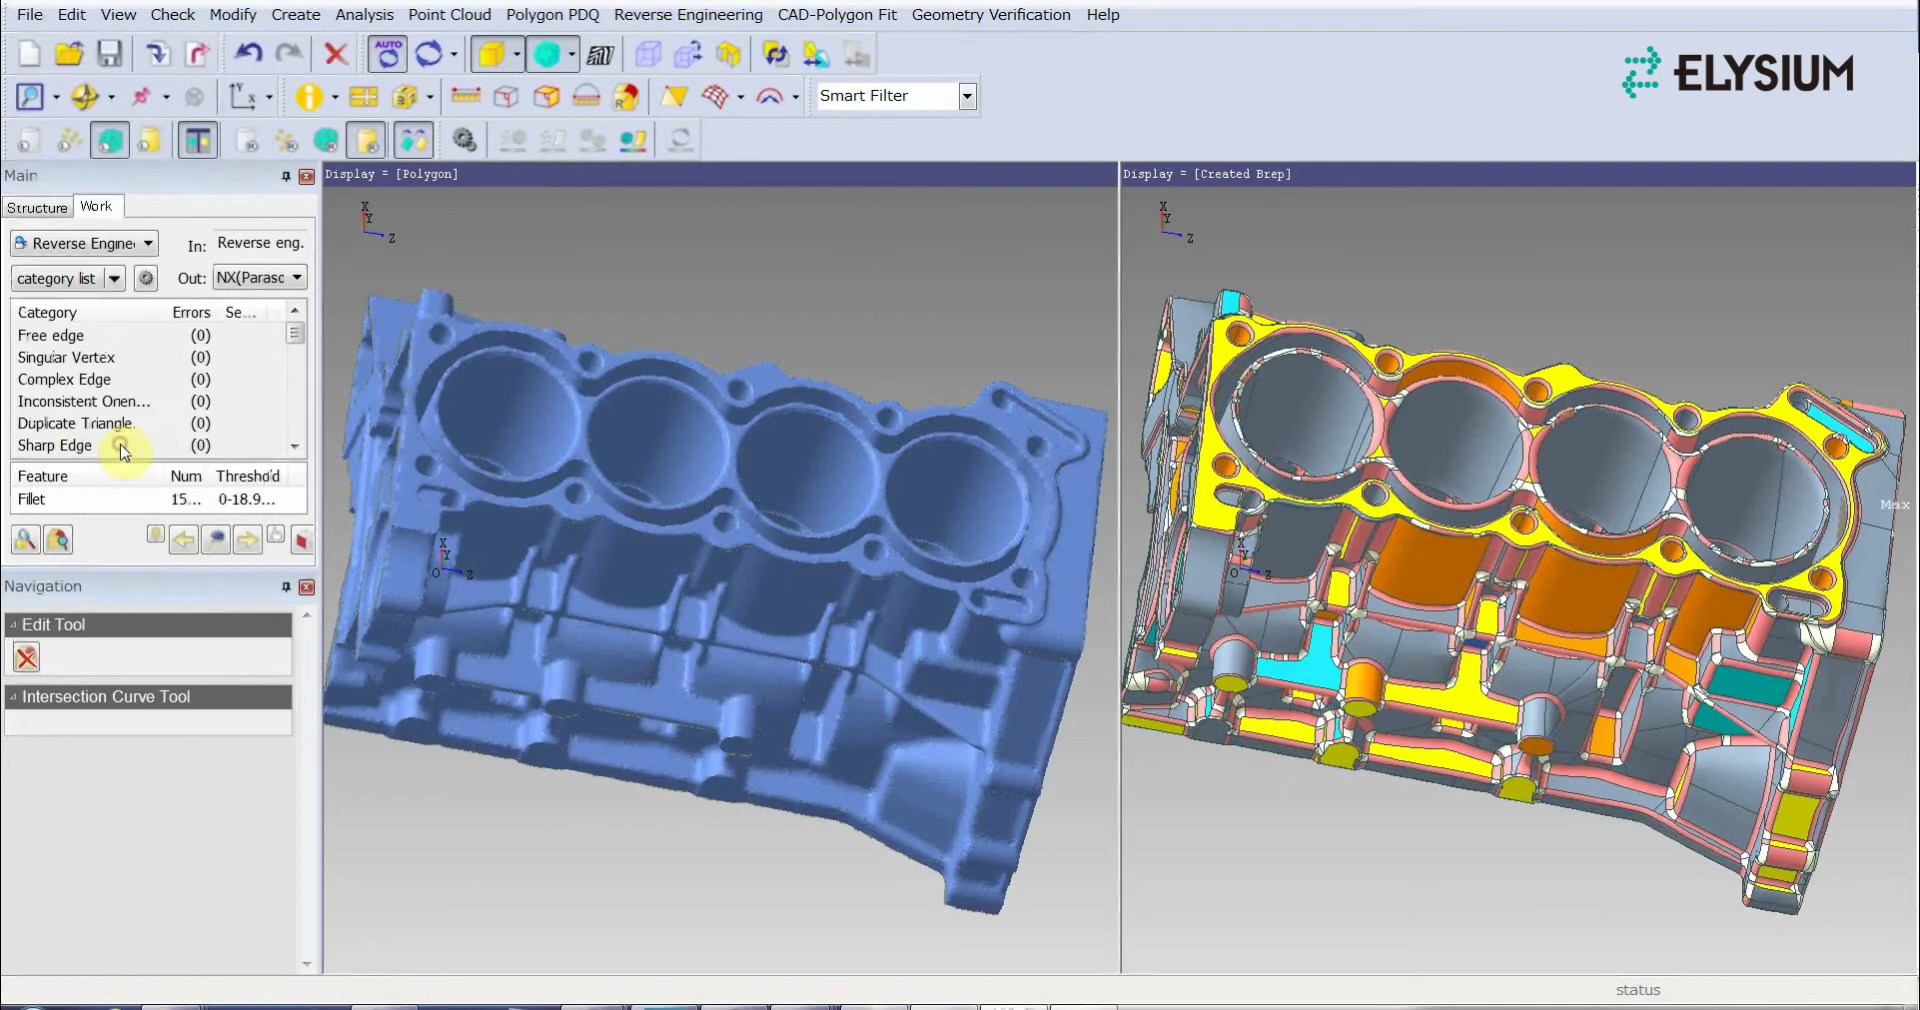 File Edit View Check Modify Create Analysis Point Cloud Polygon PDQ Reverse Engineering CAD-Polygon Fit Geometry Verification Help
AUTO
ELYSIUM
Smart Filter
Main
Structure Work
Reverse Enginei In: Reverse eng.
category list Out: NX(Parasc
Category Errors Se...
Free edge (0)
Singular Vertex (0)
Complex Edge (0)
Inconsistent Orien... (0)
Duplicate Triangle. (0)
Sharp Edge (0)
Feature Num Threshold
Fillet 15... 0-18.9...
Navigation
Edit Tool
Intersection Curve Tool
Display = [Polygon]
X
Y
Z
X
Y
O Z
Display = [Created Brep]
X
Y
Z
Max
X
Y
O Z
status